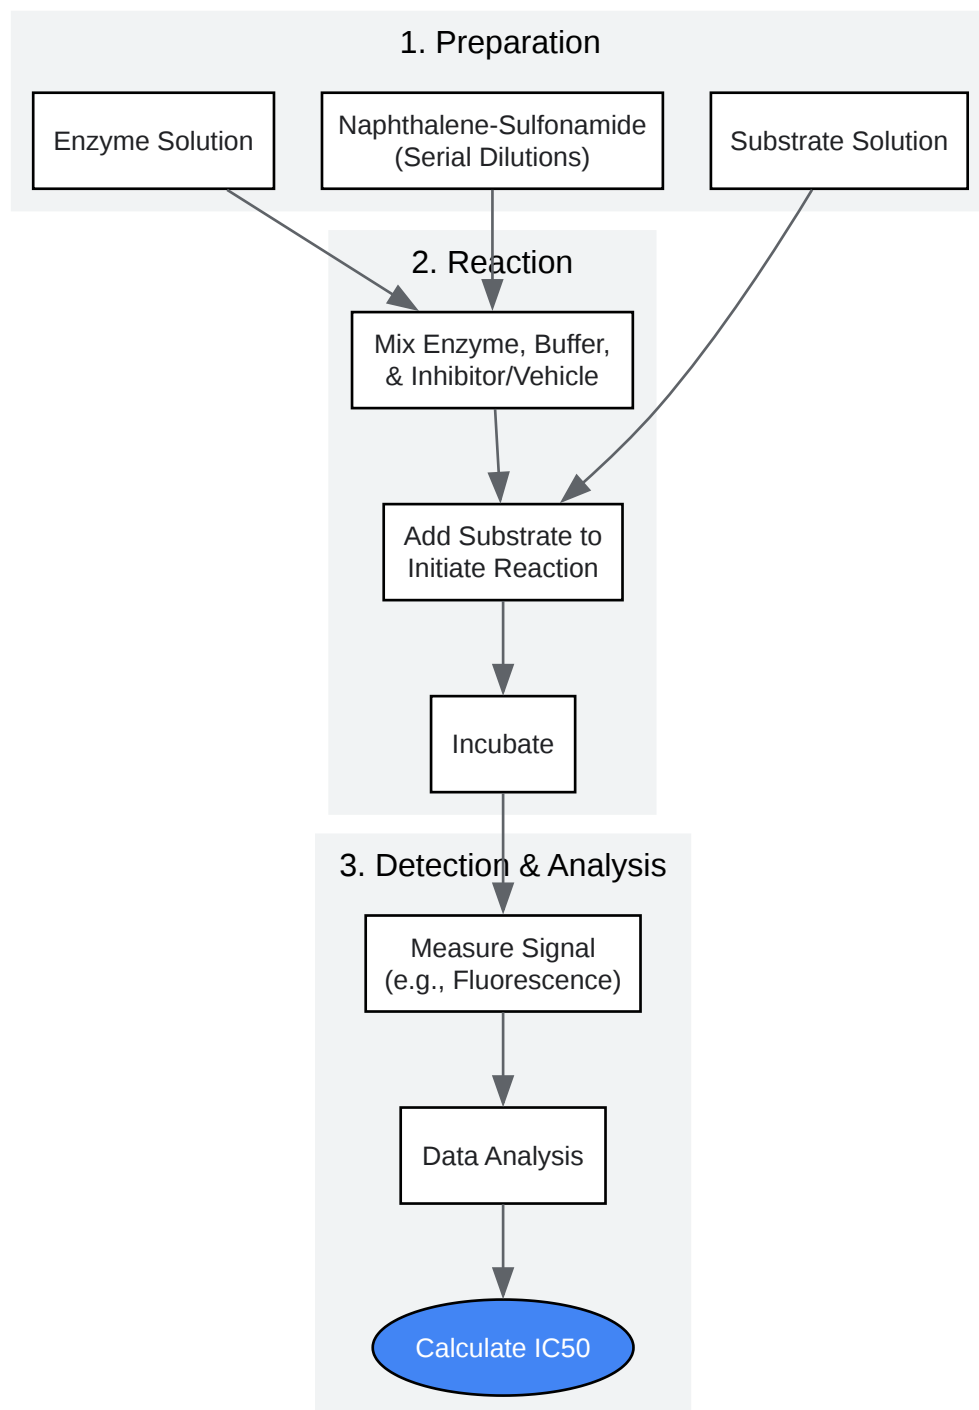 1. Preparation
Enzyme Solution
Naphthalene-Sulfonamide
(Serial Dilutions)
Substrate Solution
2. Reaction
Mix Enzyme, Buffer,
& Inhibitor/Vehicle
Add Substrate to
Initiate Reaction
Incubate
3. Detection & Analysis
Measure Signal
(e.g., Fluorescence)
Data Analysis
Calculate IC50